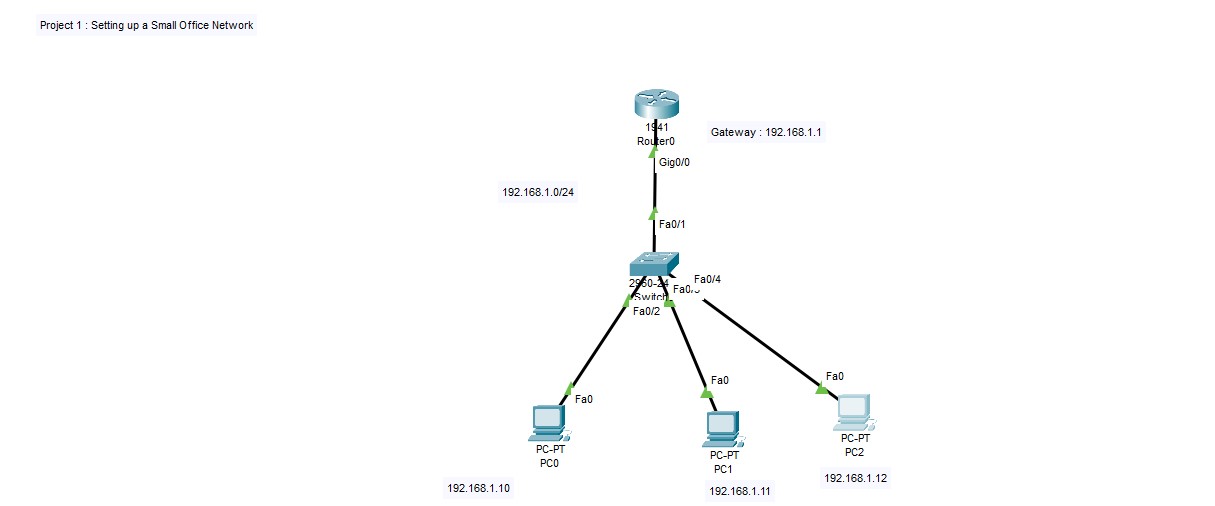 Project 1 : Setting up a Small Office Network
1941
Router0
Gateway : 192.168.1.1
Gig0/0
192.168.1.0/24
Fa0/1
Fa0/4
2960-24
Switch
Fa0/2
Fa0
Fa0
Fa0
PC-PT
PC0
PC-PT
PC1
PC-PT
PC2
192.168.1.10
192.168.1.11
192.168.1.12